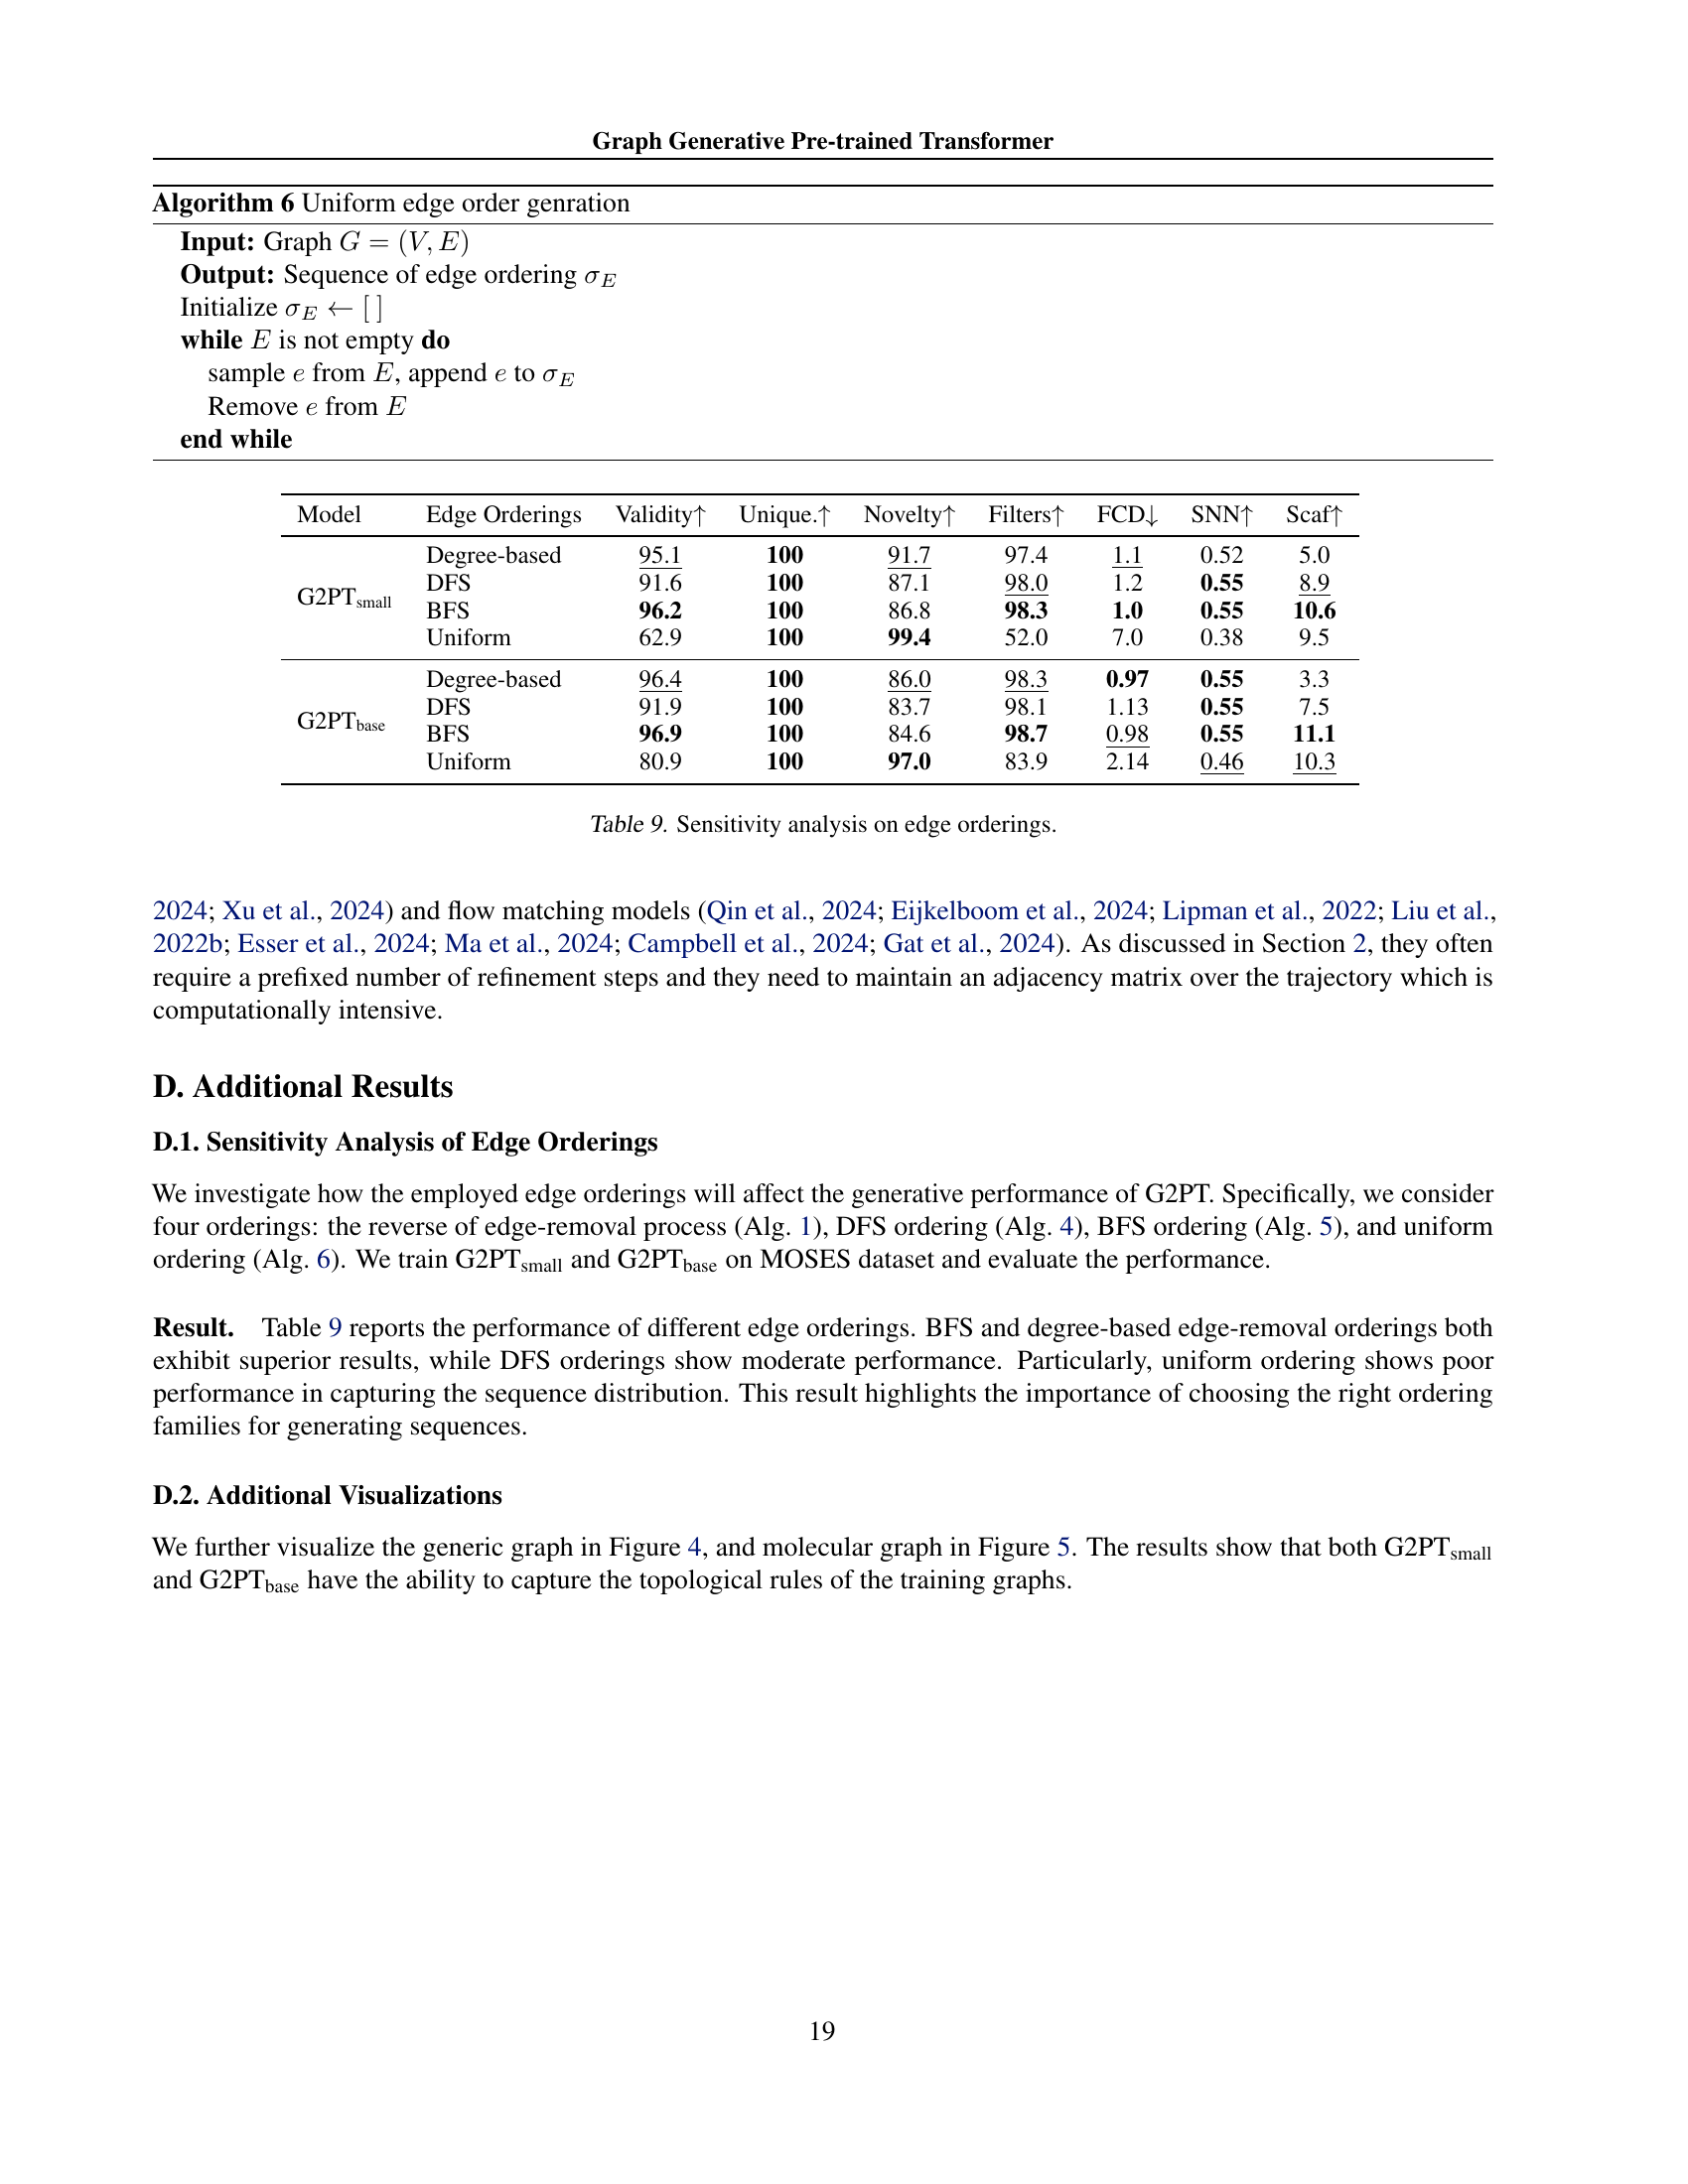 Graph Generative Pre-trained Transformer
Algorithm 6 Uniform edge order genration
Input: Graph G = (V, E)
Output: Sequence of edge ordering σ_E
Initialize σ_E ← [ ]
while E is not empty do
sample e from E, append e to σ_E
Remove e from E
end while
Model Edge Orderings Validity↑ Unique.↑ Novelty↑ Filters↑ FCD↓ SNN↑ Scaf↑
Degree-based 95.1 100 91.7 97.4 1.1 0.52 5.0
DFS 91.6 100 87.1 98.0 1.2 0.55 8.9
G2PT_small
BFS 96.2 100 86.8 98.3 1.0 0.55 10.6
Uniform 62.9 100 99.4 52.0 7.0 0.38 9.5
Degree-based 96.4 100 86.0 98.3 0.97 0.55 3.3
DFS 91.9 100 83.7 98.1 1.13 0.55 7.5
G2PT_base
BFS 96.9 100 84.6 98.7 0.98 0.55 11.1
Uniform 80.9 100 97.0 83.9 2.14 0.46 10.3
Table 9. Sensitivity analysis on edge orderings.
2024; Xu et al., 2024) and flow matching models (Qin et al., 2024; Eijkelboom et al., 2024; Lipman et al., 2022; Liu et al.,
2022b; Esser et al., 2024; Ma et al., 2024; Campbell et al., 2024; Gat et al., 2024). As discussed in Section 2, they often
require a prefixed number of refinement steps and they need to maintain an adjacency matrix over the trajectory which is
computationally intensive.
D. Additional Results
D.1. Sensitivity Analysis of Edge Orderings
We investigate how the employed edge orderings will affect the generative performance of G2PT. Specifically, we consider
four orderings: the reverse of edge-removal process (Alg. 1), DFS ordering (Alg. 4), BFS ordering (Alg. 5), and uniform
ordering (Alg. 6). We train G2PT_small and G2PT_base on MOSES dataset and evaluate the performance.
Result. Table 9 reports the performance of different edge orderings. BFS and degree-based edge-removal orderings both
exhibit superior results, while DFS orderings show moderate performance. Particularly, uniform ordering shows poor
performance in capturing the sequence distribution. This result highlights the importance of choosing the right ordering
families for generating sequences.
D.2. Additional Visualizations
We further visualize the generic graph in Figure 4, and molecular graph in Figure 5. The results show that both G2PT_small
and G2PT_base have the ability to capture the topological rules of the training graphs.
19